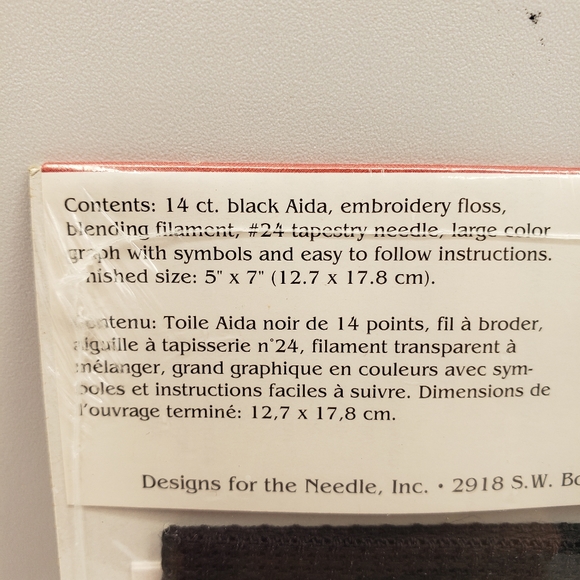 Contents: 14 ct. black Aida, embroidery floss,
blending filament, #24 tapestry needle, large color
graph with symbols and easy to follow instructions.
nished size: 5" x 7" (12.7 x 17.8 cm).
ontenu: Toile Aida noir de 14 points, fil à broder,
aiguille à tapisserie n°24, filament transparent à
mélanger, grand graphique en couleurs avec sym-
boles et instructions faciles à suivre. Dimensions de
l'ouvrage terminé: 12,7 x 17,8 cm.
Designs for the Needle, Inc. • 2918 S.W.